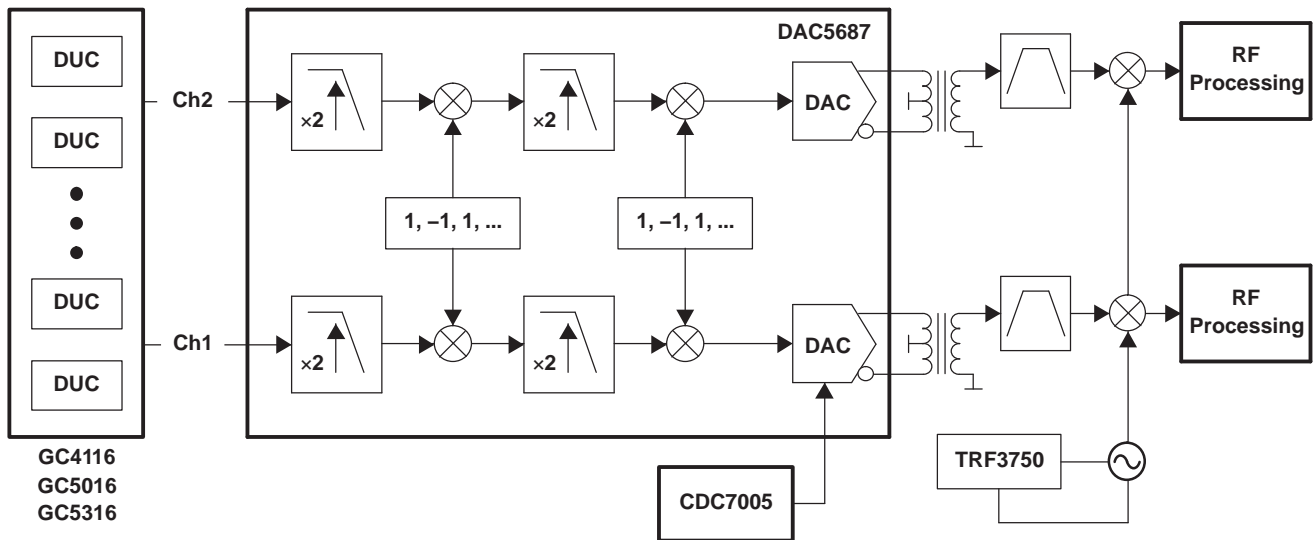 DAC5687
DUC
DUC
DUC
DUC
GC4116
GC5016
GC5316
Ch2
×2
×2
DAC
RF
Processing
1, –1, 1, ...
1, –1, 1, ...
Ch1
×2
×2
DAC
RF
Processing
CDC7005
TRF3750